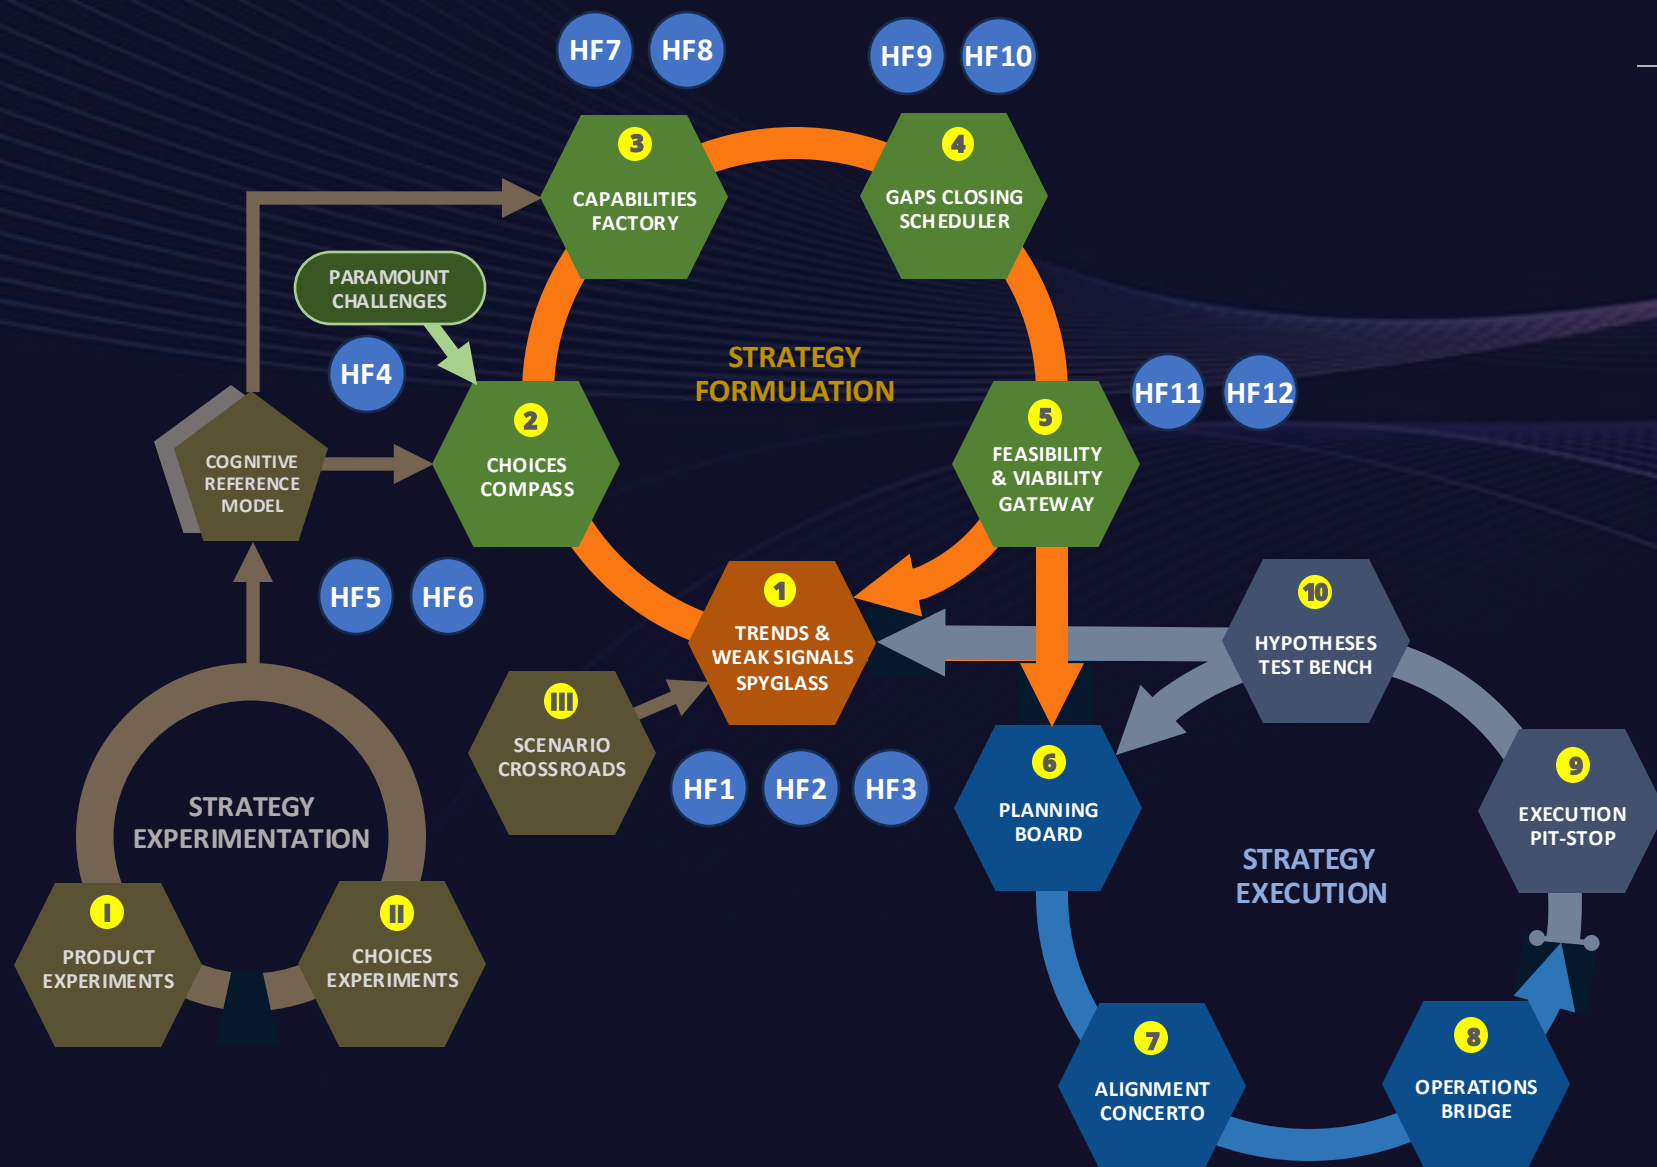 HF7
HF8
HF9
HF10
3
CAPABILITIES
FACTORY
4
GAPS CLOSING
SCHEDULER
PARAMOUNT
CHALLENGES
HF4
STRATEGY
FORMULATION
HF11
HF12
2
CHOICES
COMPASS
5
FEASIBILITY
& VIABILITY
GATEWAY
COGNITIVE
REFERENCE
MODEL
HF5
HF6
1
TRENDS &
WEAK SIGNALS
SPYGLASS
10
HYPOTHESES
TEST BENCH
III
SCENARIO
CROSSROADS
HF1
HF2
HF3
6
PLANNING
BOARD
9
EXECUTION
PIT-STOP
STRATEGY
EXPERIMENTATION
STRATEGY
EXECUTION
I
PRODUCT
EXPERIMENTS
II
CHOICES
EXPERIMENTS
7
ALIGNMENT
CONCERTO
8
OPERATIONS
BRIDGE